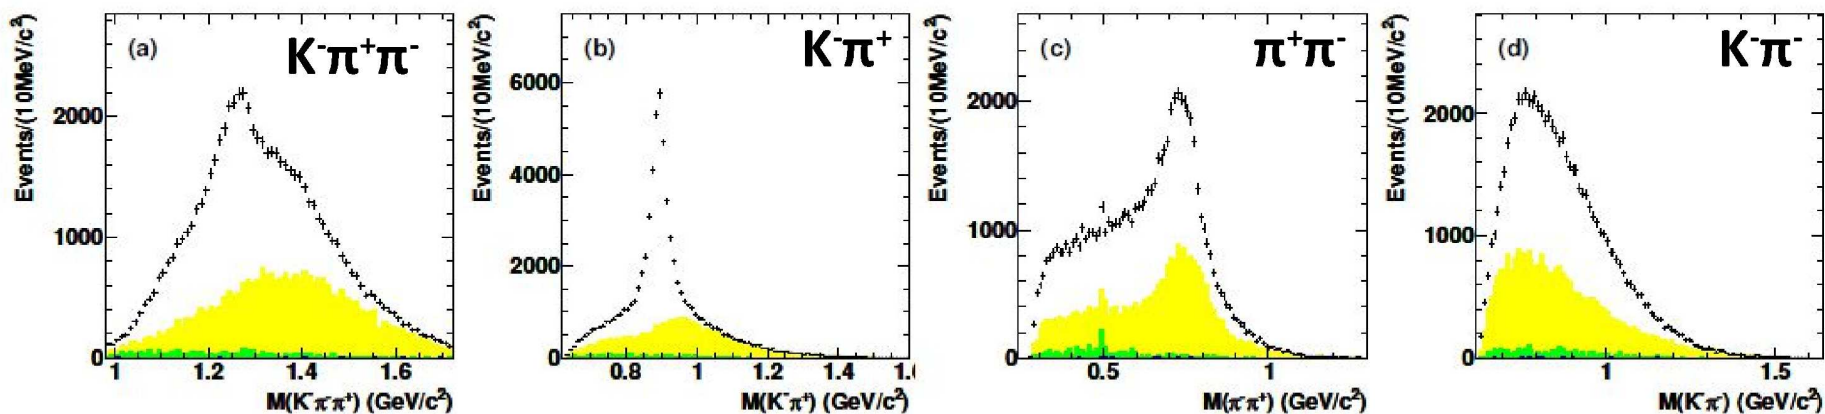 Events/(10MeV/c²)
(a)
K⁻π⁺π⁻
2000
1000
0
1 1.2 1.4 1.6
M(K⁻π⁻π⁺) (GeV/c²)
Events/(10MeV/c²)
(b)
K⁻π⁺
6000
4000
2000
0
0.8 1 1.2 1.4 1.6
M(K⁻π⁺) (GeV/c²)
Events/(10MeV/c²)
(c)
π⁺π⁻
2000
1000
0
0.5 1
M(π⁻π⁺) (GeV/c²)
Events/(10MeV/c²)
(d)
K⁻π⁻
2000
1000
0
1 1.5
M(K⁻π⁻) (GeV/c²)